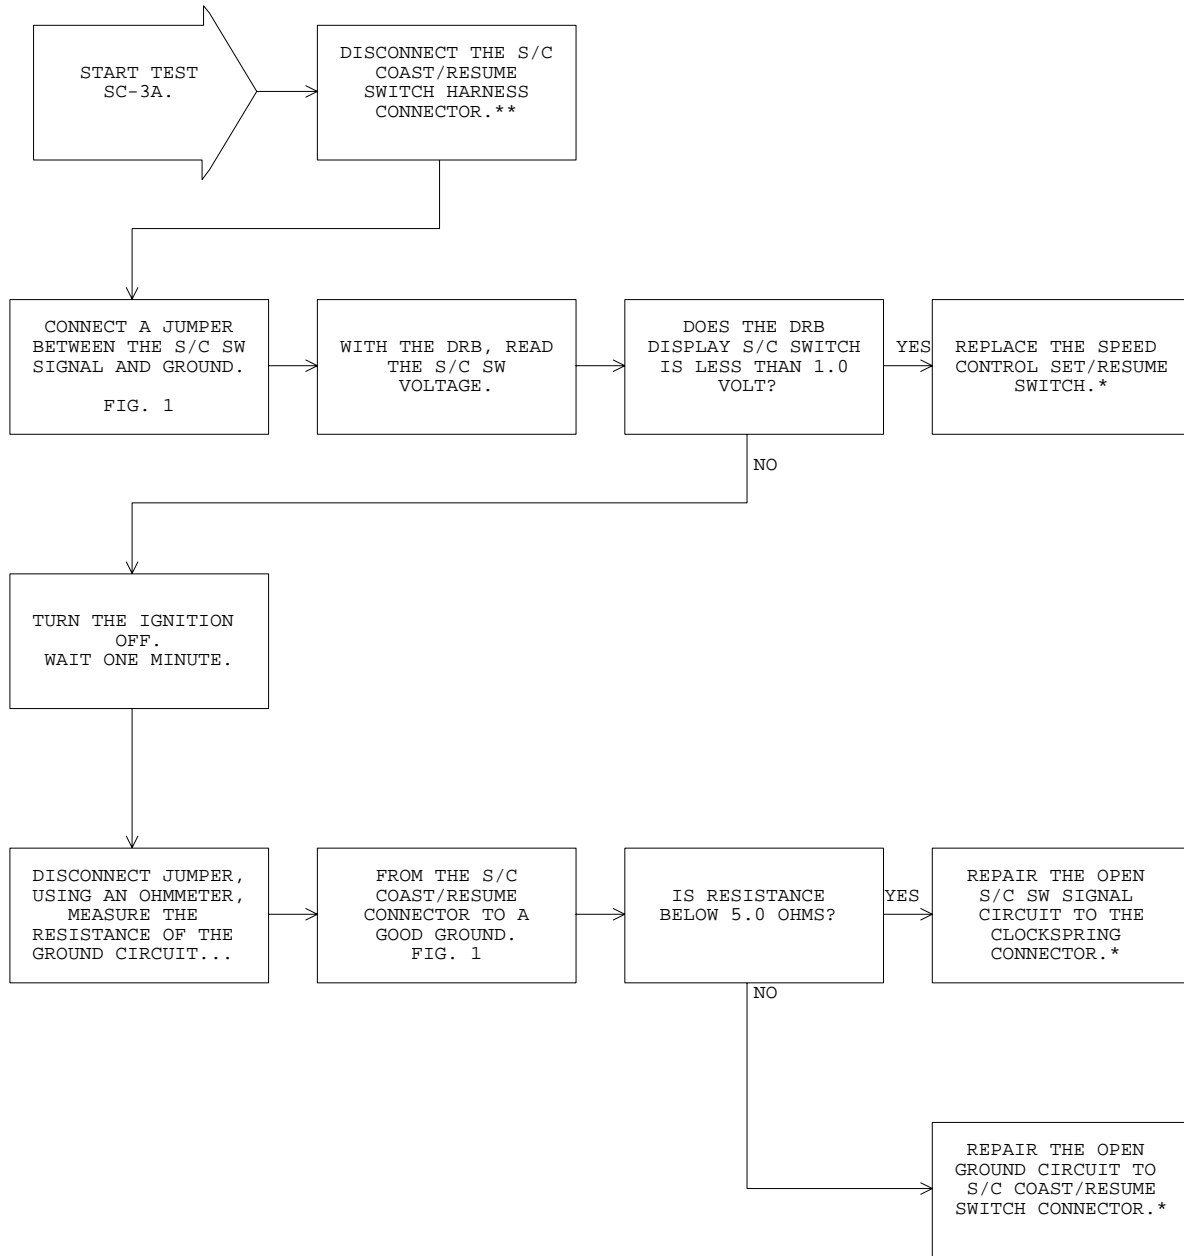 START TEST
SC-3A.
DISCONNECT THE S/C
COAST/RESUME
SWITCH HARNESS
CONNECTOR.**
CONNECT A JUMPER
BETWEEN THE S/C SW
SIGNAL AND GROUND.
FIG. 1
WITH THE DRB, READ
THE S/C SW
VOLTAGE.
DOES THE DRB
DISPLAY S/C SWITCH
IS LESS THAN 1.0
VOLT?
YES
REPLACE THE SPEED
CONTROL SET/RESUME
SWITCH.*
NO
TURN THE IGNITION
OFF.
WAIT ONE MINUTE.
DISCONNECT JUMPER,
USING AN OHMMETER,
MEASURE THE
RESISTANCE OF THE
GROUND CIRCUIT...
FROM THE S/C
COAST/RESUME
CONNECTOR TO A
GOOD GROUND.
FIG. 1
IS RESISTANCE
BELOW 5.0 OHMS?
YES
REPAIR THE OPEN
S/C SW SIGNAL
CIRCUIT TO THE
CLOCKSPRING
CONNECTOR.*
NO
REPAIR THE OPEN
GROUND CIRCUIT TO
S/C COAST/RESUME
SWITCH CONNECTOR.*